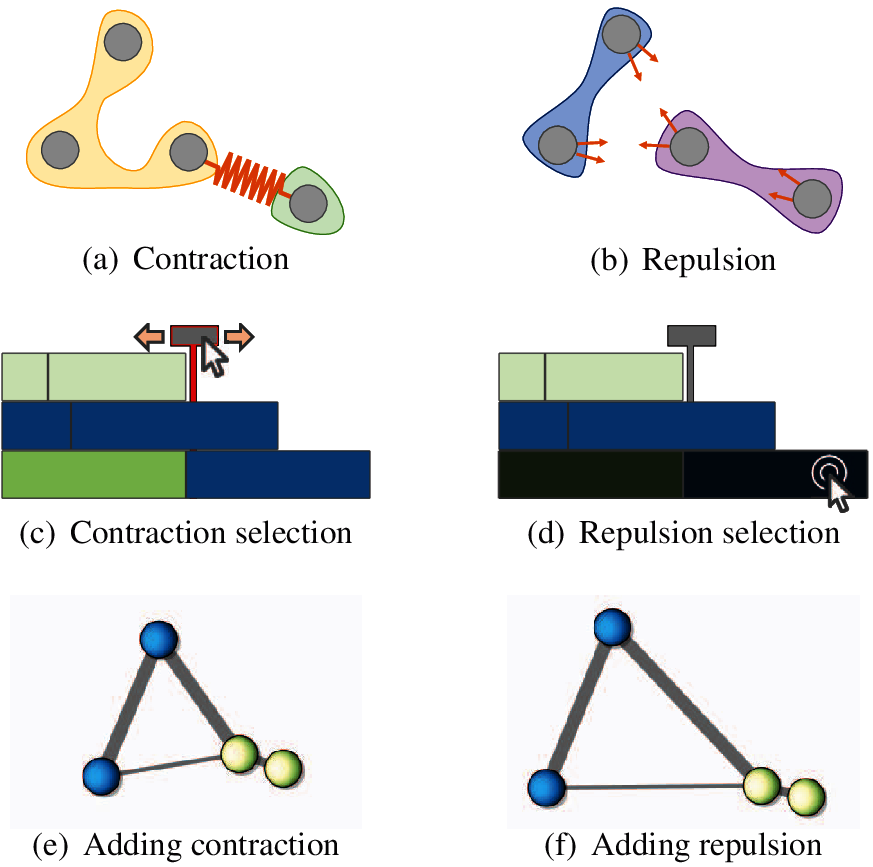 (a) Contraction
(b) Repulsion
(c) Contraction selection
(d) Repulsion selection
(e) Adding contraction
(f) Adding repulsion